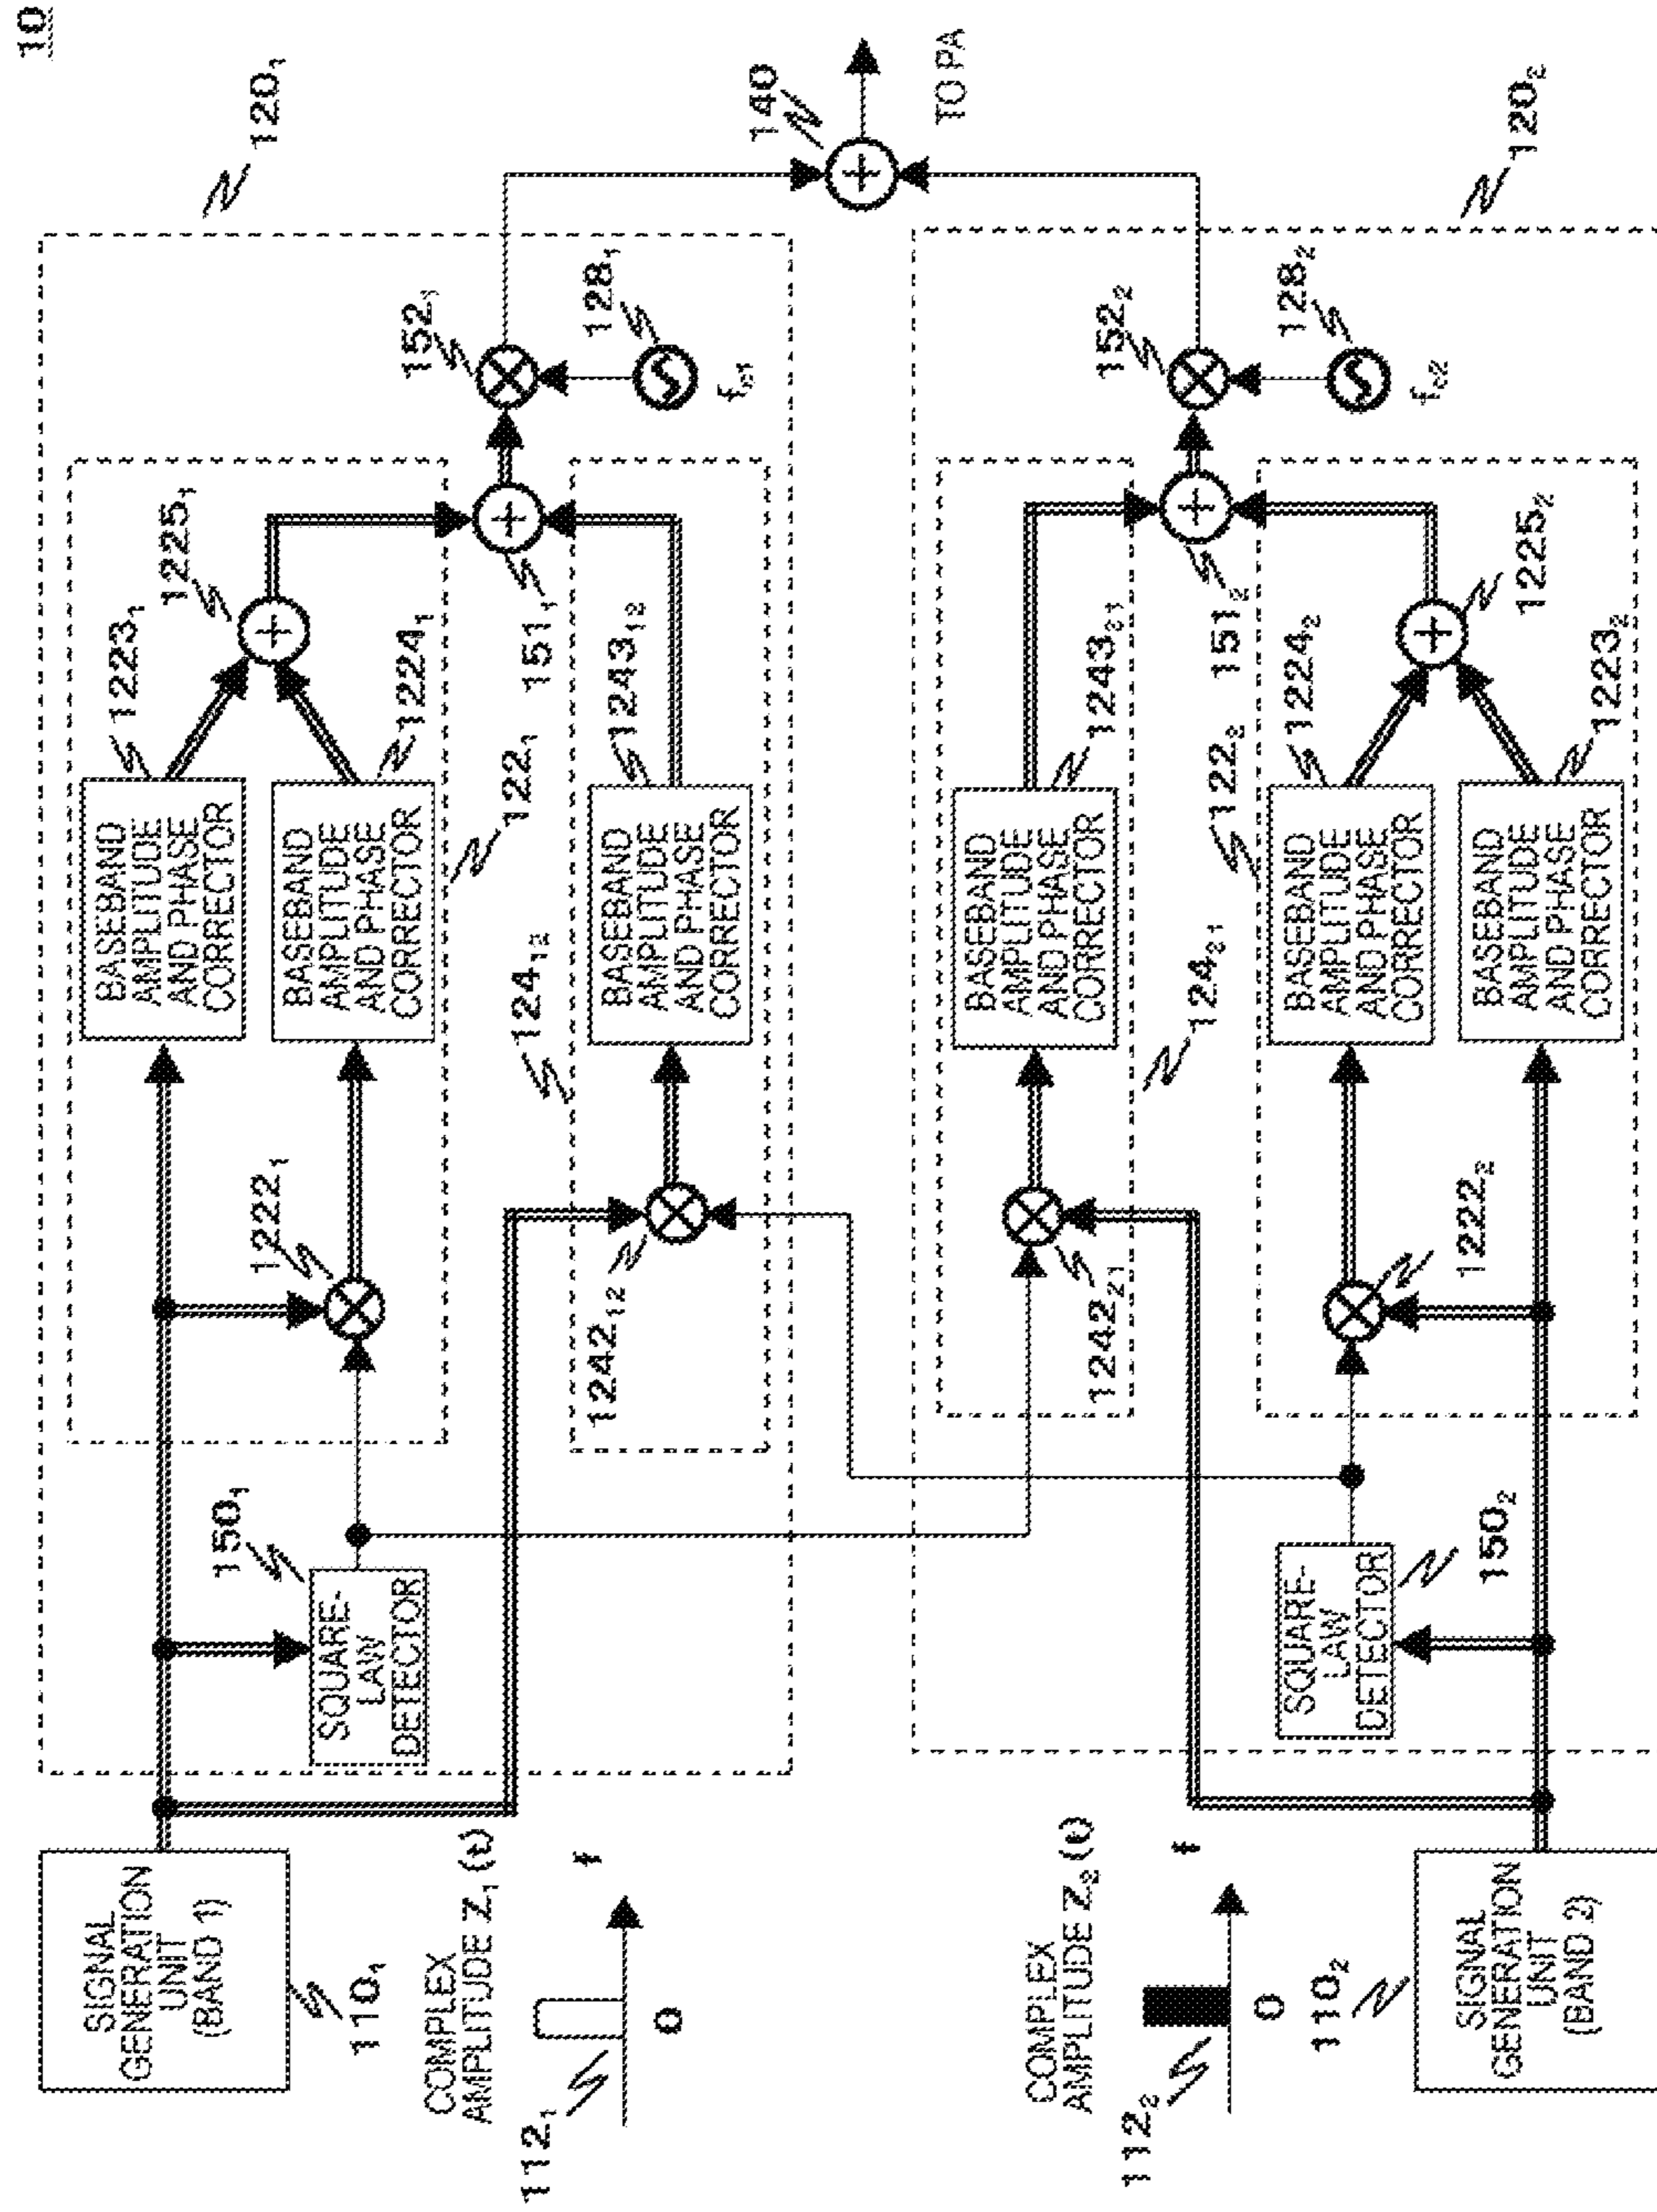 10
SIGNAL
GENERATION
UNIT
(BAND 1)
110₁
COMPLEX
AMPLITUDE Z₁(t)
112₁
0
f
SQUARE-
LAW
DETECTOR
150₁
1222₁
BASEBAND
AMPLITUDE
AND PHASE
CORRECTOR
1223₁
BASEBAND
AMPLITUDE
AND PHASE
CORRECTOR
1224₁
1225₁
122₁
151₁
124₁₂
1242₁₂
BASEBAND
AMPLITUDE
AND PHASE
CORRECTOR
1243₁₂
152₁
128₁
f_c1
120₁
140
TO PA
COMPLEX
AMPLITUDE Z₂(t)
112₂
0
f
110₂
SIGNAL
GENERATION
UNIT
(BAND 2)
SQUARE-
LAW
DETECTOR
150₂
1242₂₁
BASEBAND
AMPLITUDE
AND PHASE
CORRECTOR
1243₂₁
124₂₁
151₂
122₂
1222₂
BASEBAND
AMPLITUDE
AND PHASE
CORRECTOR
1224₂
BASEBAND
AMPLITUDE
AND PHASE
CORRECTOR
1223₂
1225₂
152₂
128₂
f_c2
120₂